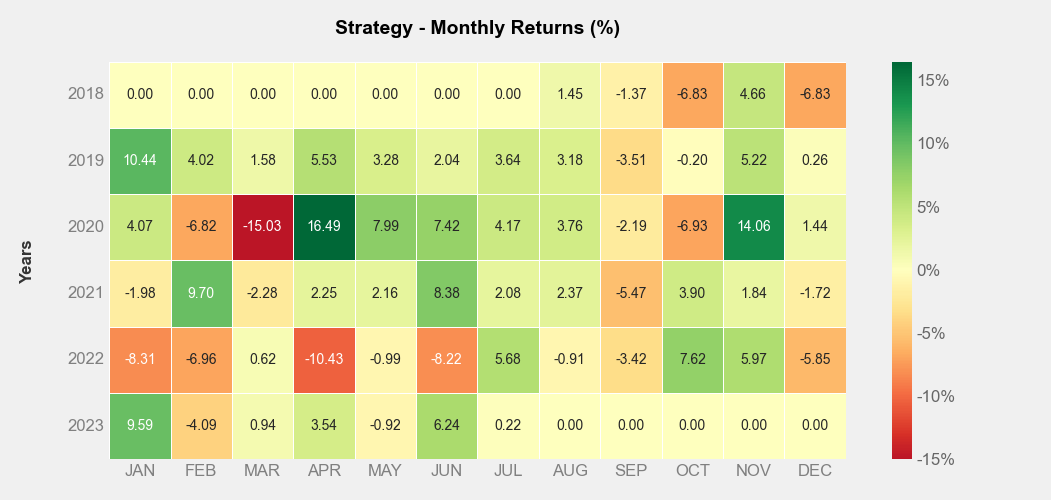 Strategy - Monthly Returns (%)
Years
2018 0.00 0.00 0.00 0.00 0.00 0.00 0.00 1.45 -1.37 -6.83 4.66 -6.83
2019 10.44 4.02 1.58 5.53 3.28 2.04 3.64 3.18 -3.51 -0.20 5.22 0.26
2020 4.07 -6.82 -15.03 16.49 7.99 7.42 4.17 3.76 -2.19 -6.93 14.06 1.44
2021 -1.98 9.70 -2.28 2.25 2.16 8.38 2.08 2.37 -5.47 3.90 1.84 -1.72
2022 -8.31 -6.96 0.62 -10.43 -0.99 -8.22 5.68 -0.91 -3.42 7.62 5.97 -5.85
2023 9.59 -4.09 0.94 3.54 -0.92 6.24 0.22 0.00 0.00 0.00 0.00 0.00
JAN FEB MAR APR MAY JUN JUL AUG SEP OCT NOV DEC
15%
10%
5%
0%
-5%
-10%
-15%